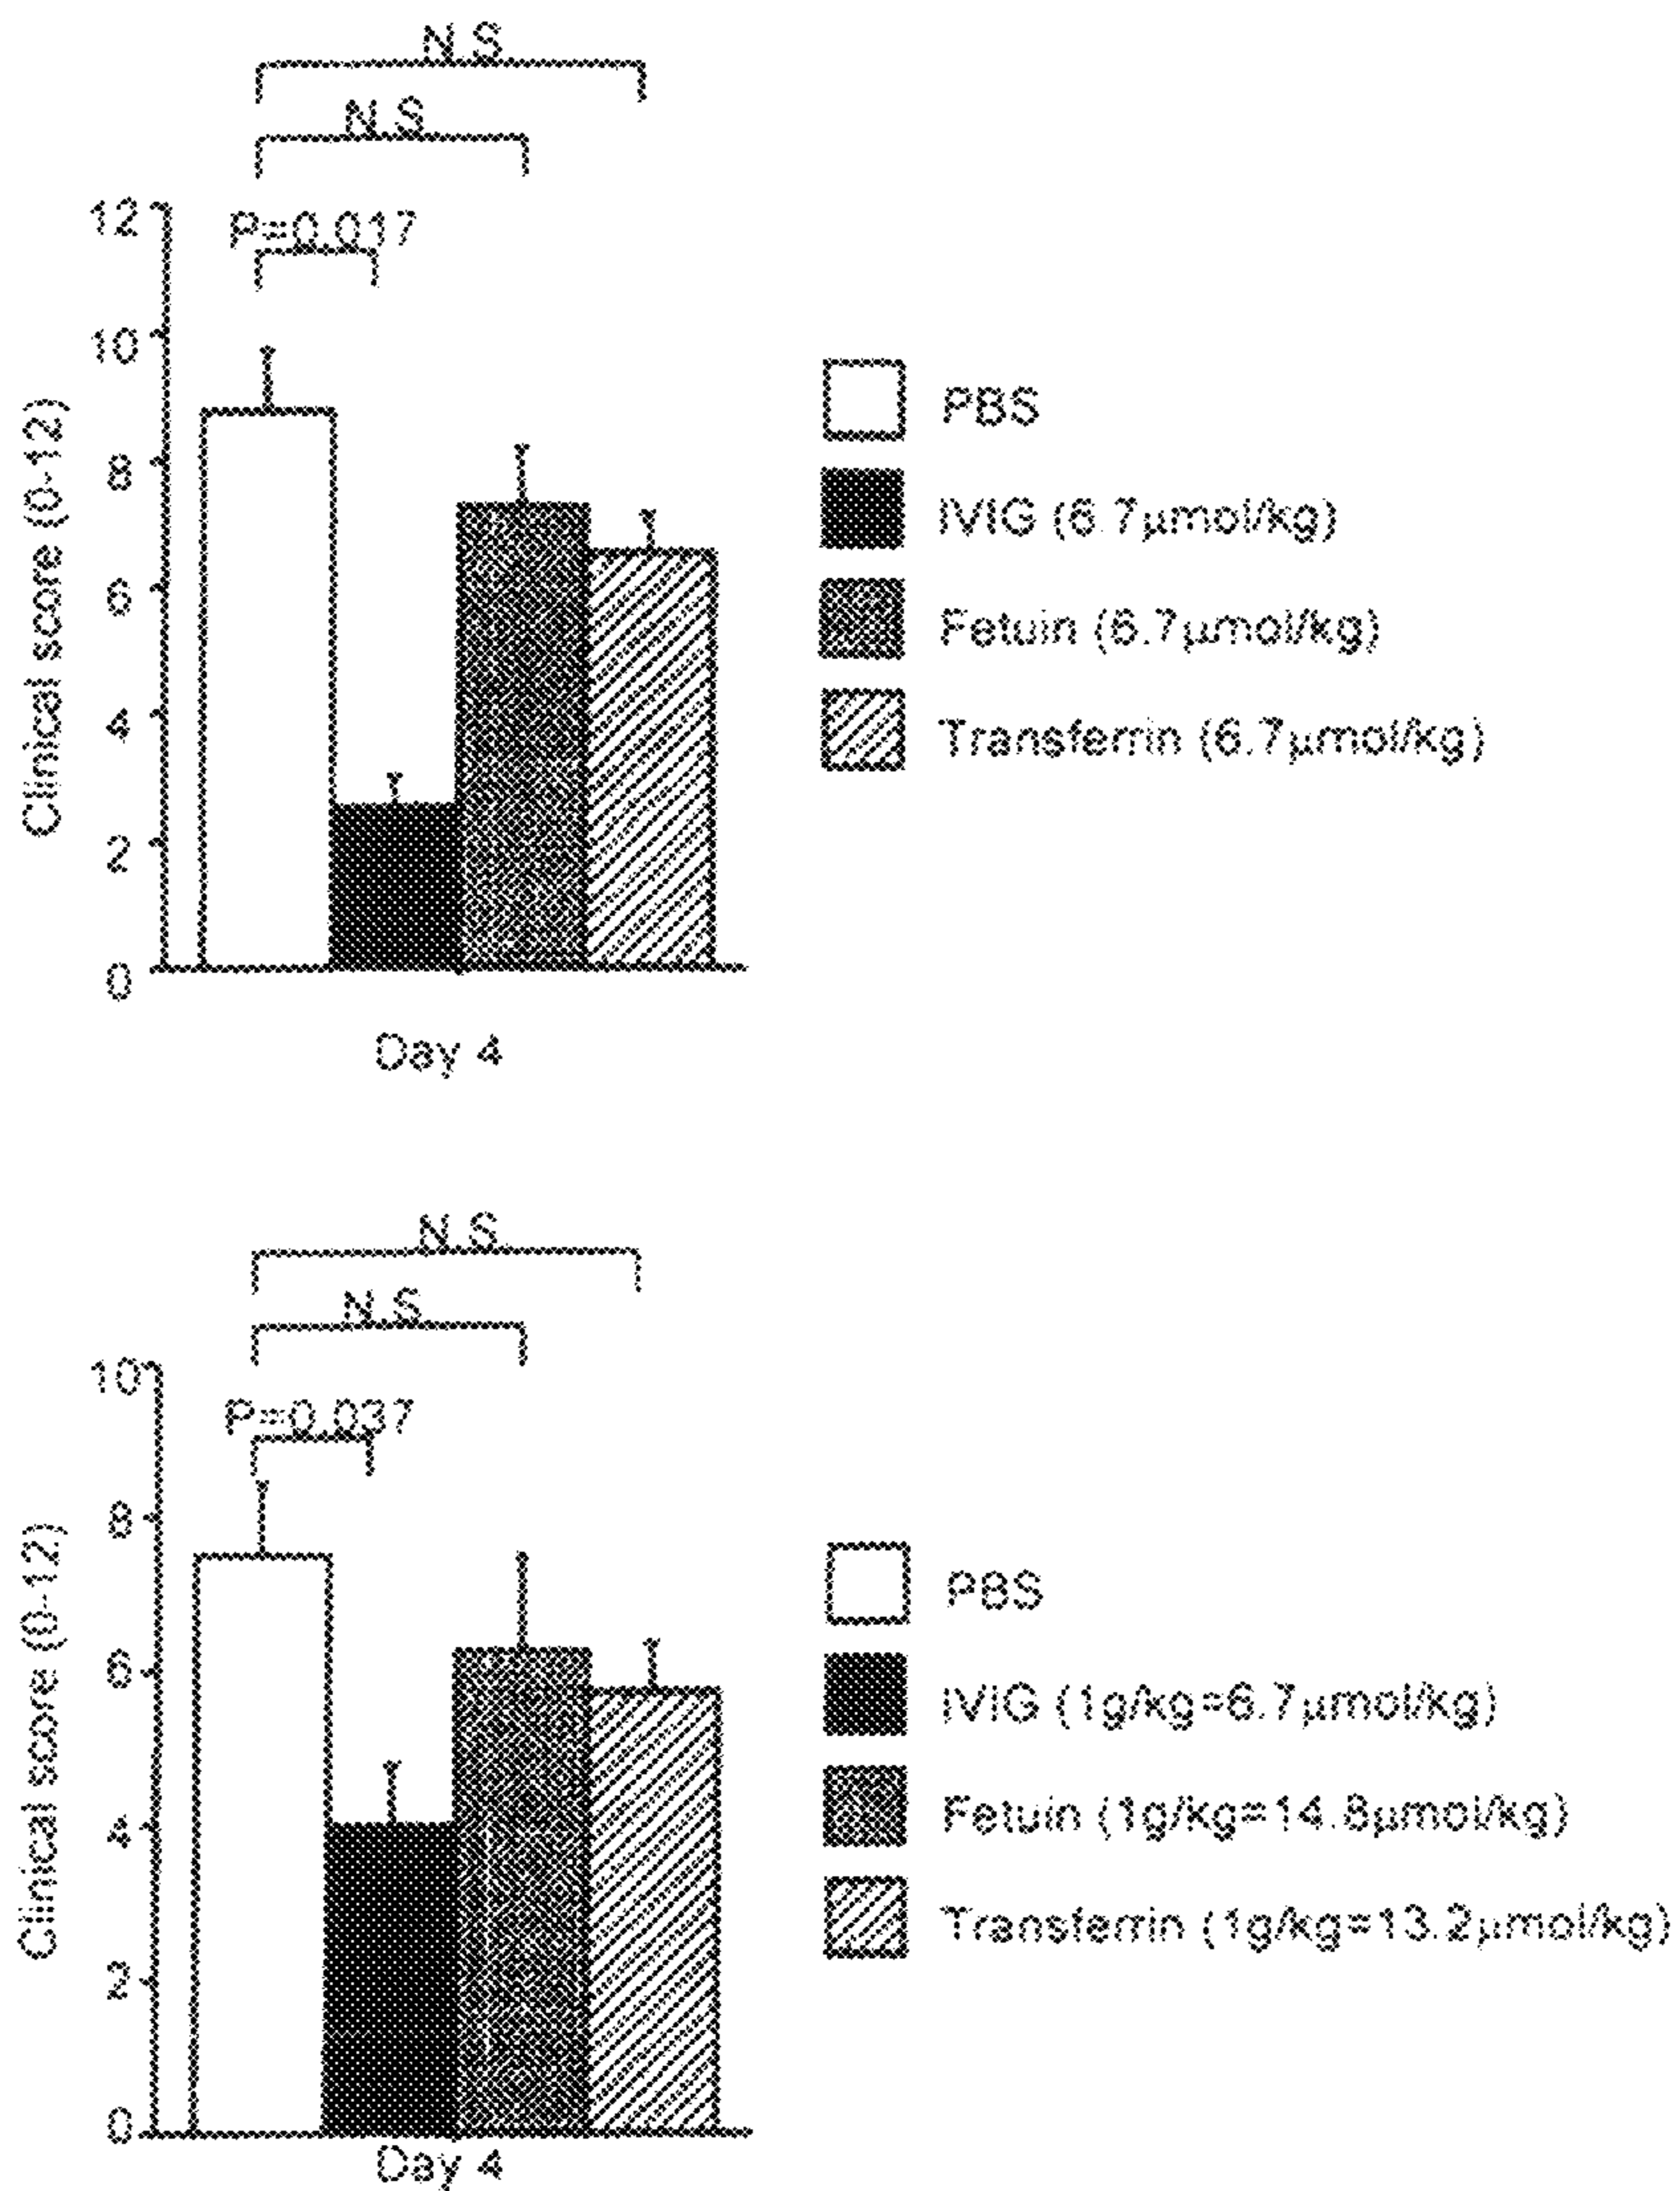 N.S
N.S
P=0.017
12
10
8
6
4
2
0
Clinical score (0-12)
Day 4
PBS
IVIG (6.7µmol/kg)
Fetuin (6.7µmol/kg)
Transferrin (6.7µmol/kg)
N.S
N.S
P=0.037
10
8
6
4
2
0
Clinical score (0-12)
Day 4
PBS
IVIG (1g/kg=6.7µmol/kg)
Fetuin (1g/kg=14.8µmol/kg)
Transferrin (1g/kg=13.2µmol/kg)